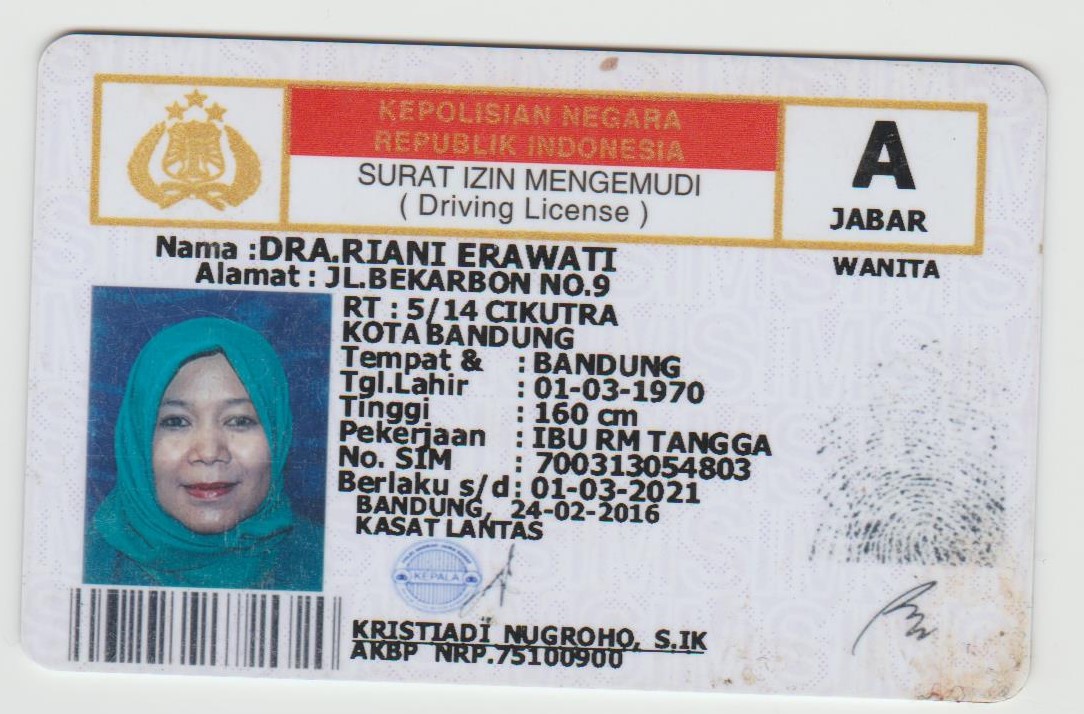 KEPOLISIAN NEGARA
REPUBLIK INDONESIA
SURAT IZIN MENGEMUDI
( Driving License )
A
JABAR
WANITA
Nama :DRA.RIANI ERAWATI
Alamat : JL.BEKARBON NO.9
RT : 5/14 CIKUTRA
KOTA BANDUNG
Tempat & : BANDUNG
Tgl.Lahir : 01-03-1970
Tinggi : 160 cm
Pekerjaan : IBU RM TANGGA
No. SIM : 700313054803
Berlaku s/d : 01-03-2021
BANDUNG, 24-02-2016
KASAT LANTAS
KEPALA
KRISTIADI NUGROHO, S.IK
AKBP NRP.75100900